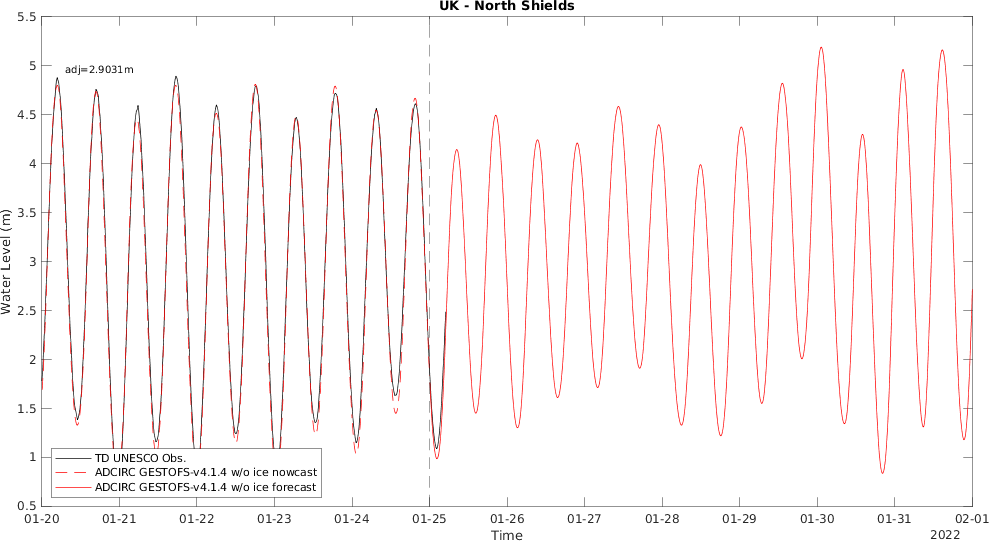 UK - North Shields
adj=2.9031m
Water Level (m)
5.5
5
4.5
4
3.5
3
2.5
2
1.5
1
0.5
TD UNESCO Obs.
ADCIRC GESTOFS-v4.1.4 w/o ice nowcast
ADCIRC GESTOFS-v4.1.4 w/o ice forecast
01-20 01-21 01-22 01-23 01-24 01-25 01-26 01-27 01-28 01-29 01-30 01-31 02-01
Time
2022